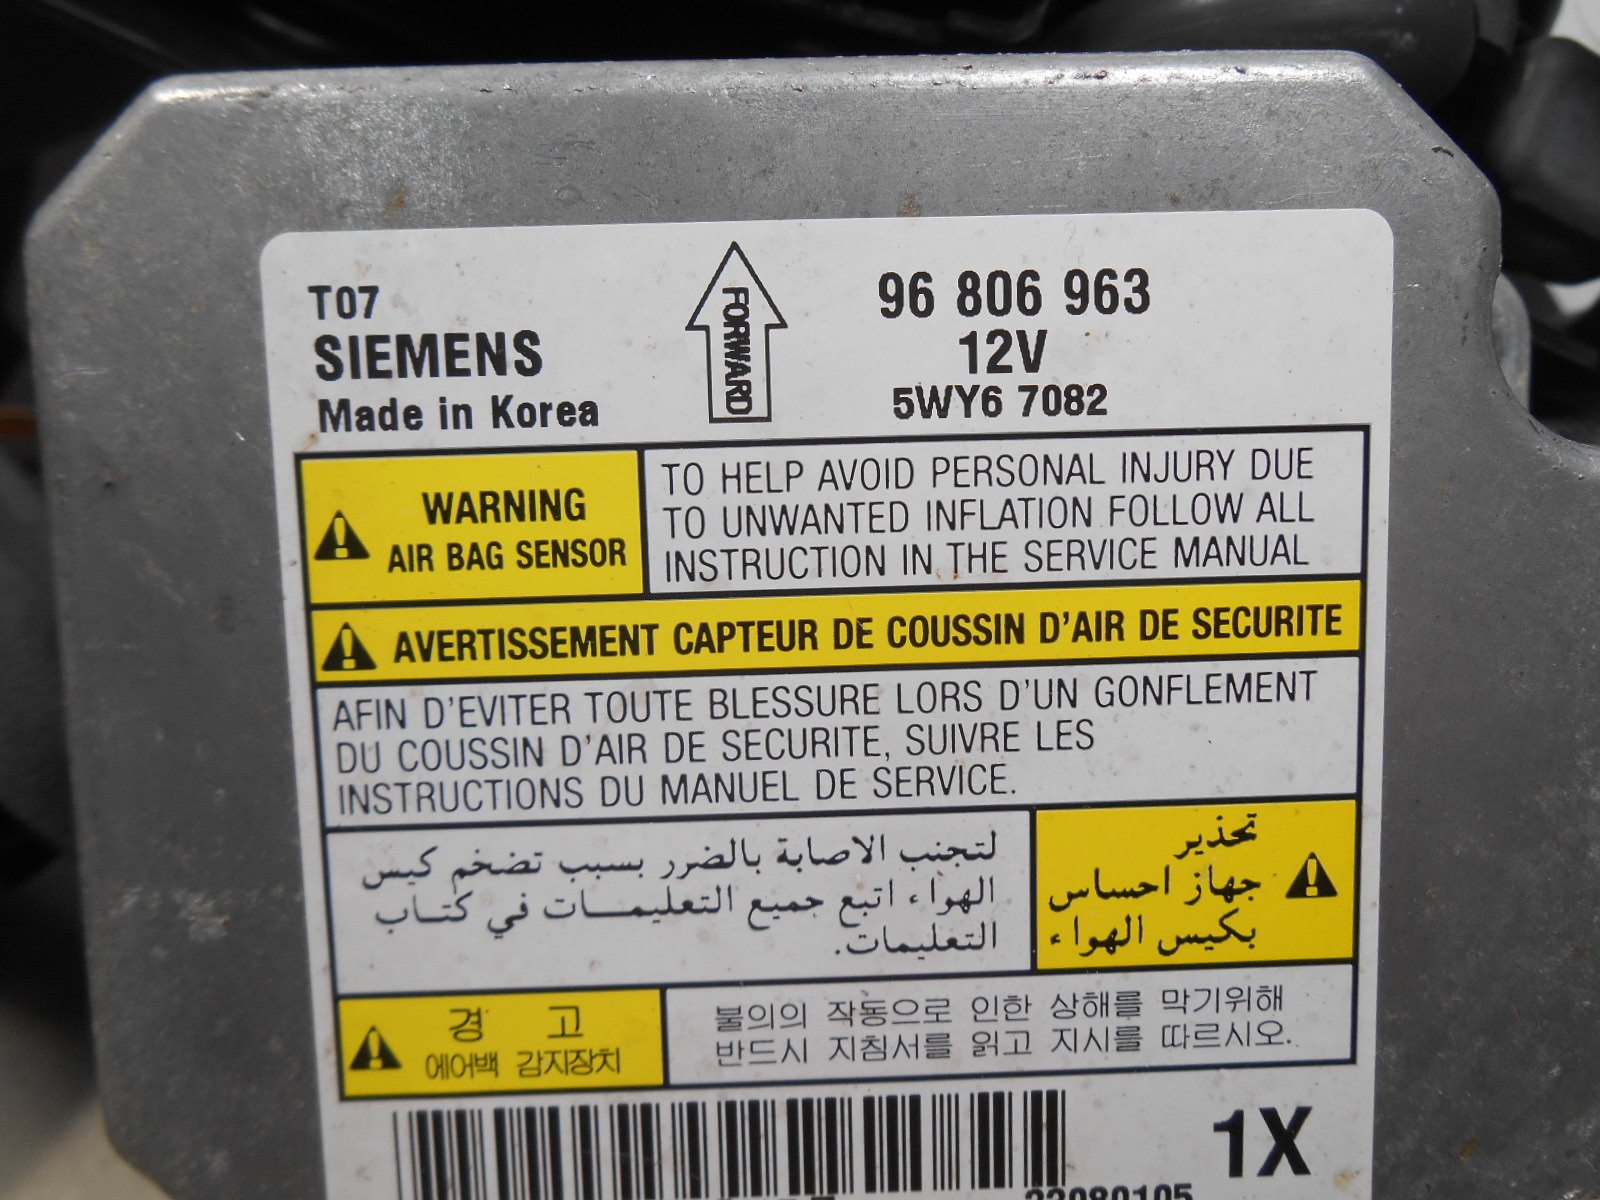 T07
SIEMENS
Made in Korea
FORWARD
96 806 963
12V
5WY6 7082
WARNING
AIR BAG SENSOR
TO HELP AVOID PERSONAL INJURY DUE
TO UNWANTED INFLATION FOLLOW ALL
INSTRUCTION IN THE SERVICE MANUAL
AVERTISSEMENT CAPTEUR DE COUSSIN D'AIR DE SECURITE
AFIN D'EVITER TOUTE BLESSURE LORS D'UN GONFLEMENT
DU COUSSIN D'AIR DE SECURITE, SUIVRE LES
INSTRUCTIONS DU MANUEL DE SERVICE.
تحذير
جهاز احساس
بكيس الهواء
لتجنب الاصابة بالضرر بسبب تضخم كيس
الهواء اتبع جميع التعليمـــات في كتـاب
التعليمات.
경 고
에어백 감지장치
불의의 작동으로 인한 상해를 막기위해
반드시 지침서를 읽고 지시를 따르시오.
1X